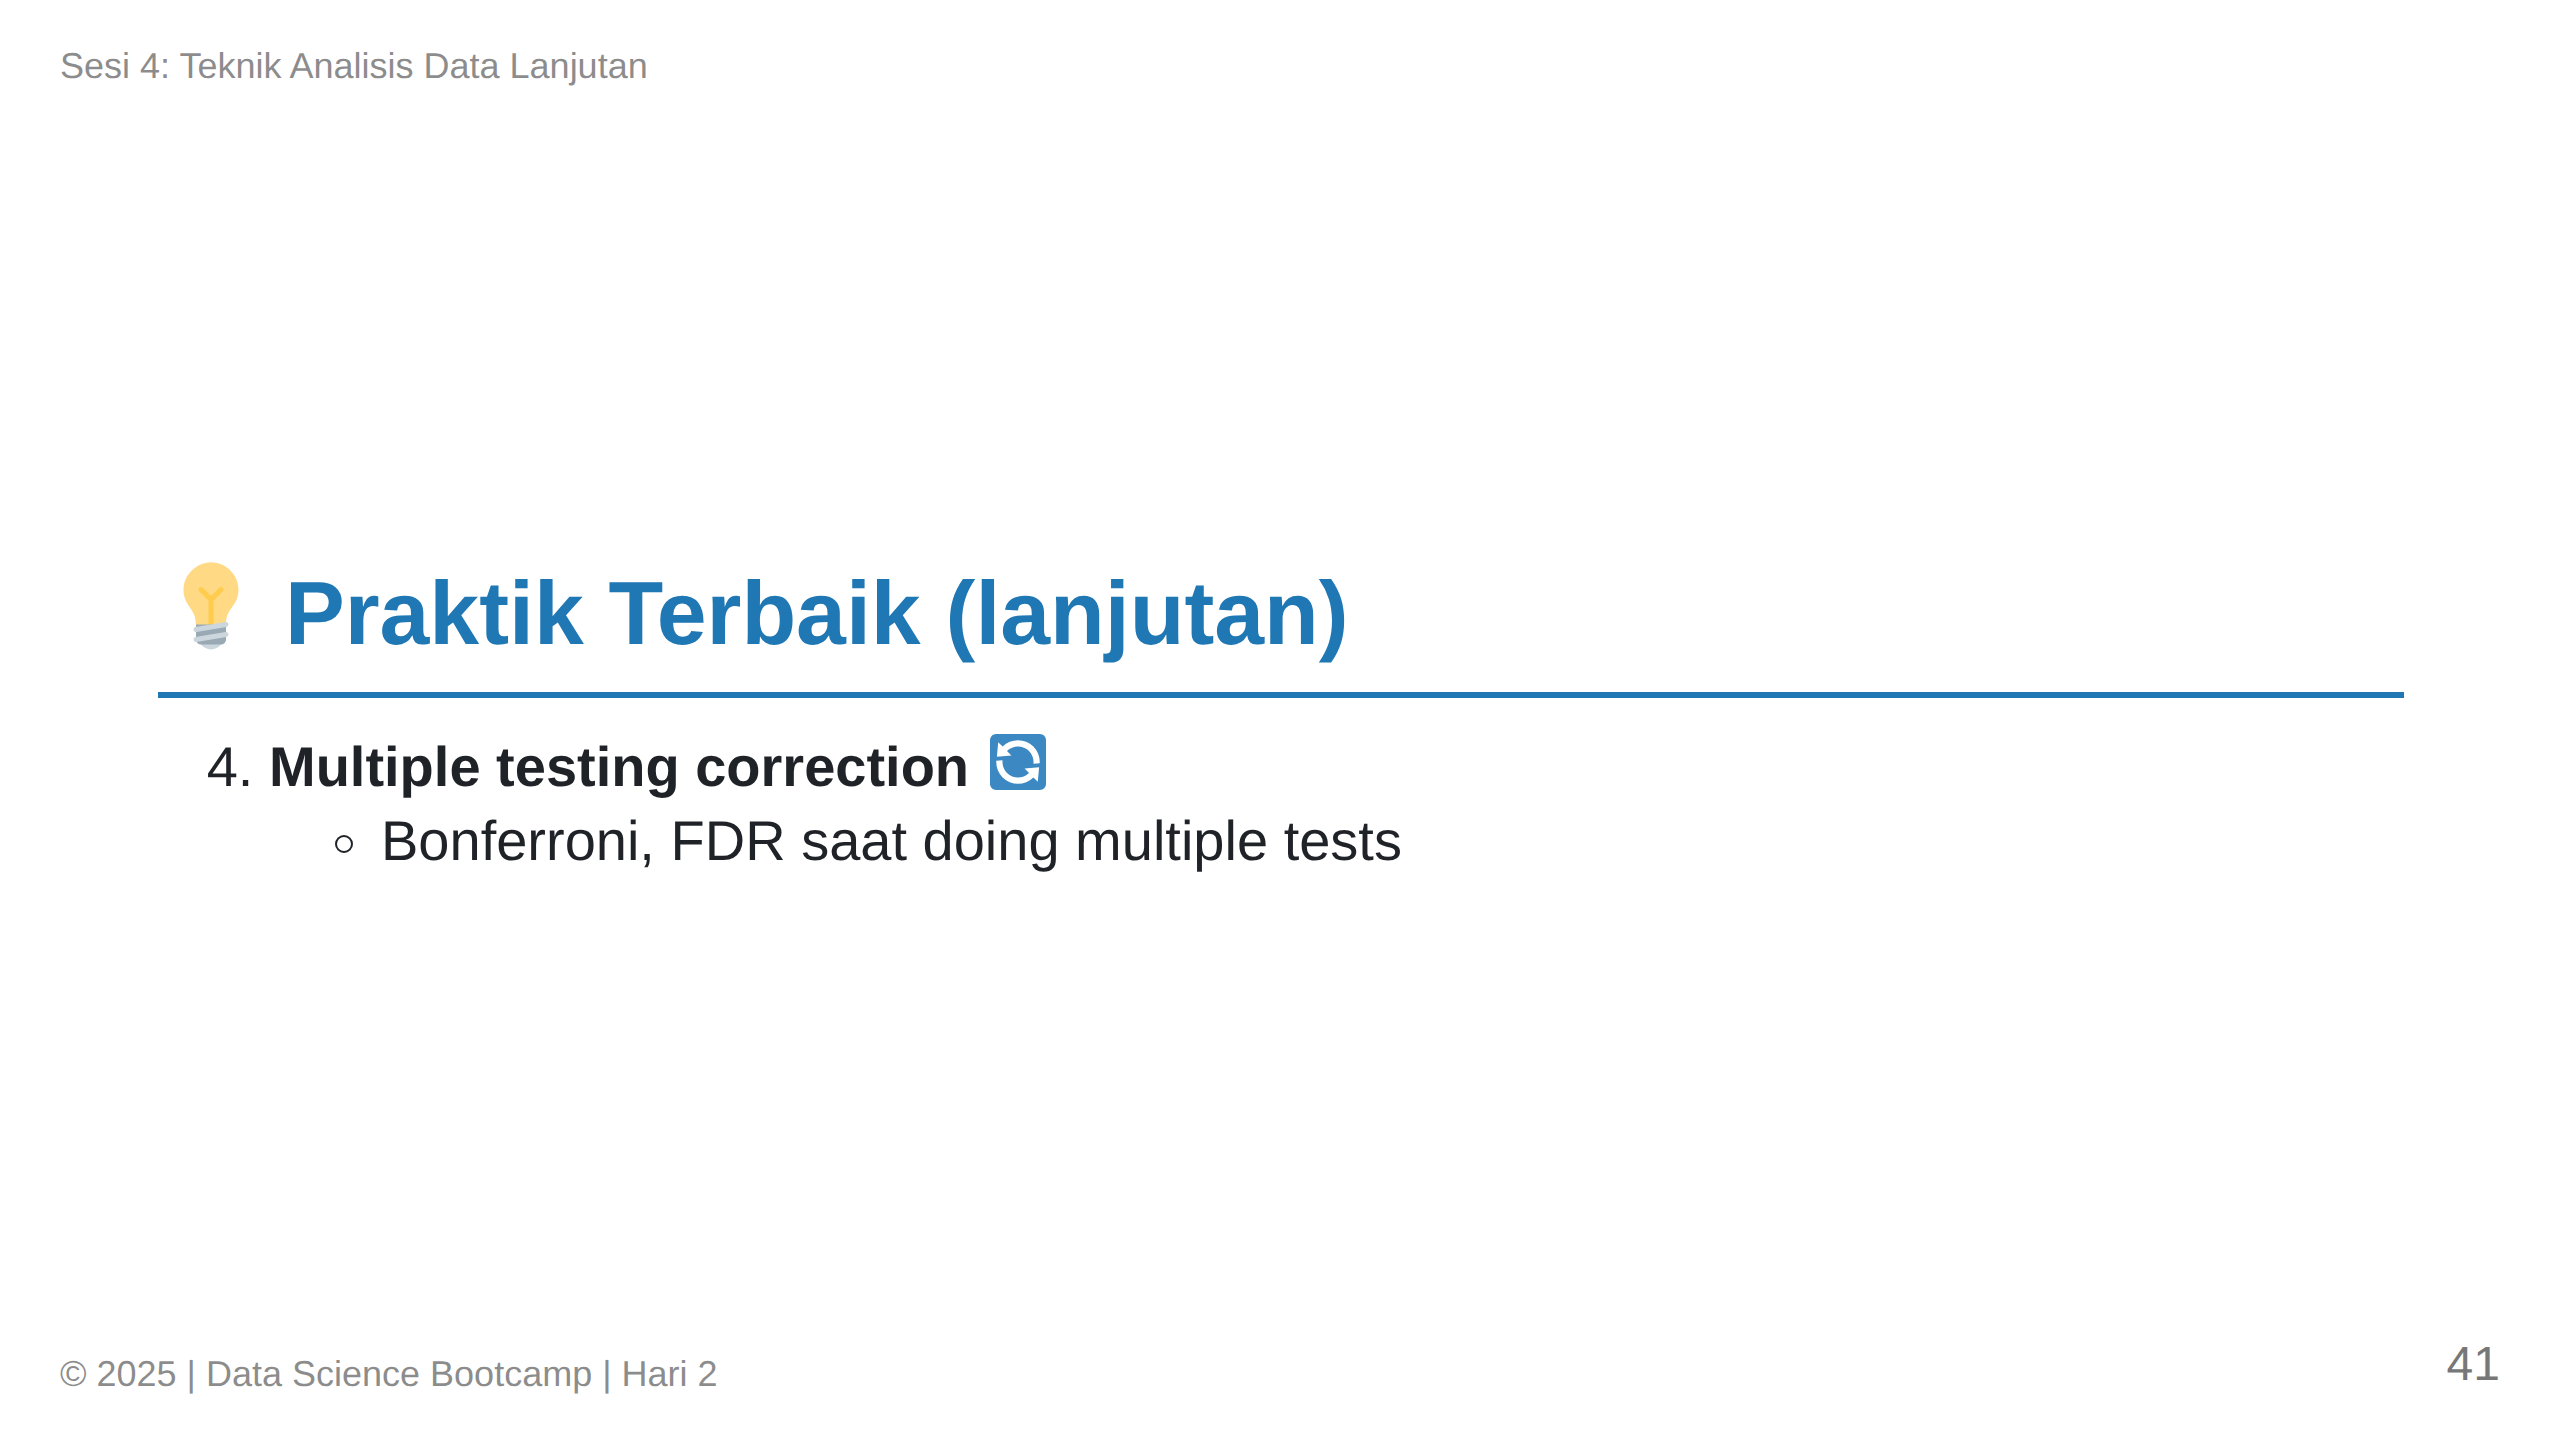 Sesi 4: Teknik Analisis Data Lanjutan
💡 Praktik Terbaik (lanjutan)
4. Multiple testing correction 🔄
○ Bonferroni, FDR saat doing multiple tests
© 2025 | Data Science Bootcamp | Hari 2
41